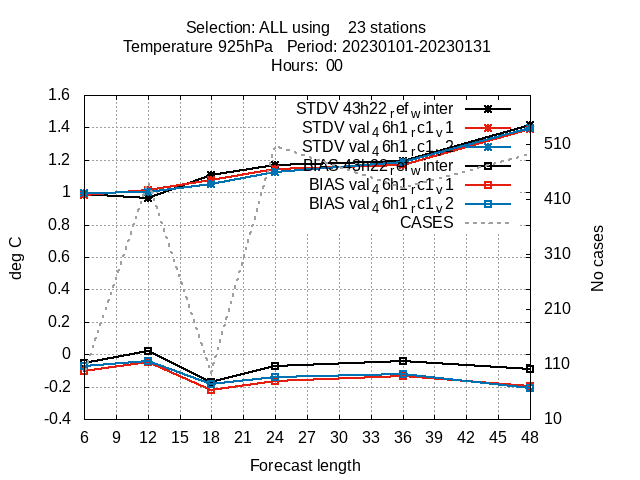 Selection: ALL using 23 stations
Temperature 925hPa Period: 20230101-20230131
Hours: 00
STDV 43h22_ref_winter
STDV val_46h1_rc1_v1
STDV val_46h1_rc1_v2
BIAS 43h22_ref_winter
BIAS val_46h1_rc1_v1
BIAS val_46h1_rc1_v2
CASES
1.6
1.4
1.2
1
0.8
0.6
0.4
0.2
0
-0.2
-0.4
deg C
510
410
310
210
110
10
No cases
6 9 12 15 18 21 24 27 30 33 36 39 42 45 48
Forecast length